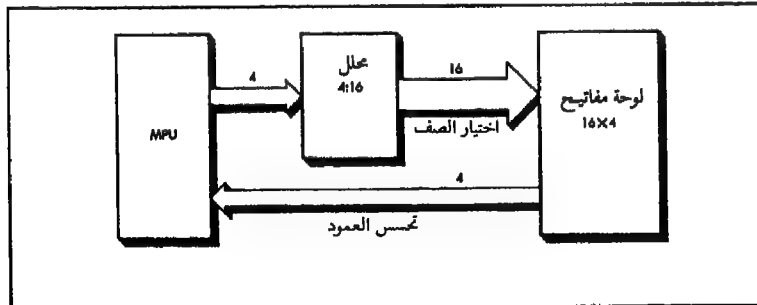 MPU
4
محلل
4:16
16
اختيار الصف
لوحة مفاتيح
16X4
4
تحسس العمود